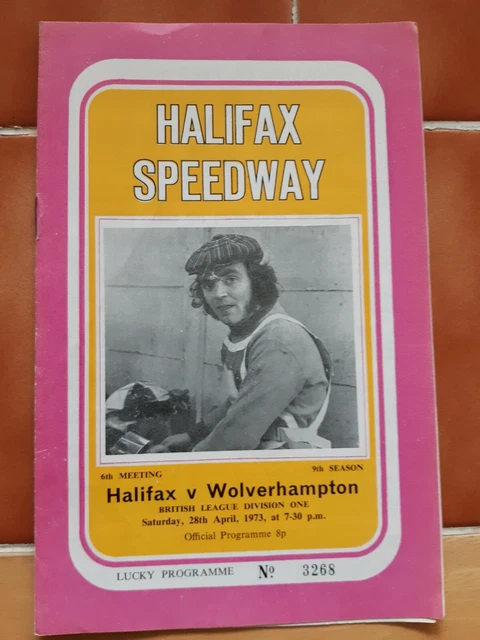 HALIFAX
SPEEDWAY
6th MEETING 9th SEASON
Halifax v Wolverhampton
BRITISH LEAGUE DIVISION ONE
Saturday, 28th April, 1973, at 7-30 p.m.
Official Programme 8p
LUCKY PROGRAMME No. 3268